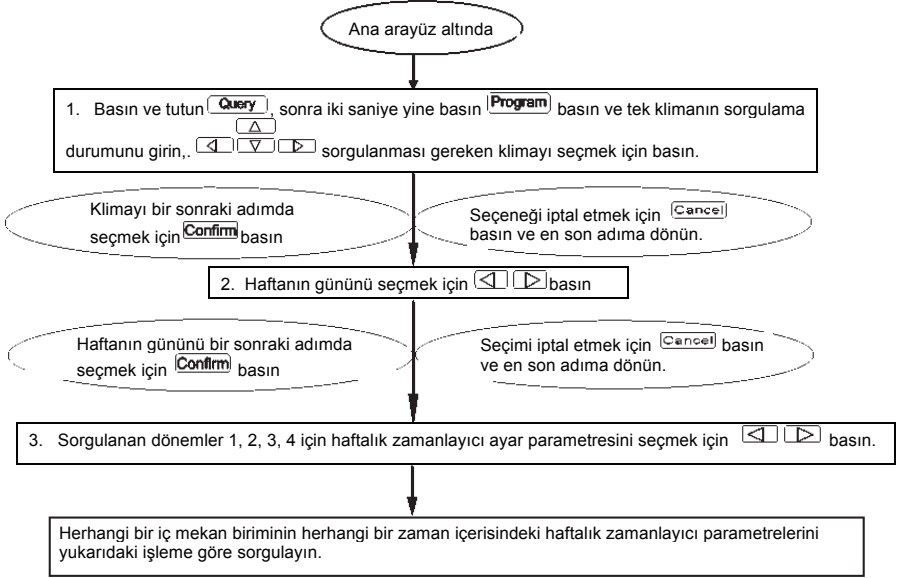 Ana arayüz altında
1. Basın ve tutun Query, sonra iki saniye yine basın Program basın ve tek klimanın sorgulama
durumunu girin,. sorgulanması gereken klimayı seçmek için basın.
Klimayı bir sonraki adımda
seçmek için Confirm basın
Seçeneği iptal etmek için Cancel
basın ve en son adıma dönün.
2. Haftanın gününü seçmek için basın
Haftanın gününü bir sonraki adımda
seçmek için Confirm basın
Seçimi iptal etmek için Cancel basın
ve en son adıma dönün.
3. Sorgulanan dönemler 1, 2, 3, 4 için haftalık zamanlayıcı ayar parametresini seçmek için basın.
Herhangi bir iç mekan biriminin herhangi bir zaman içerisindeki haftalık zamanlayıcı parametrelerini
yukarıdaki işleme göre sorgulayın.